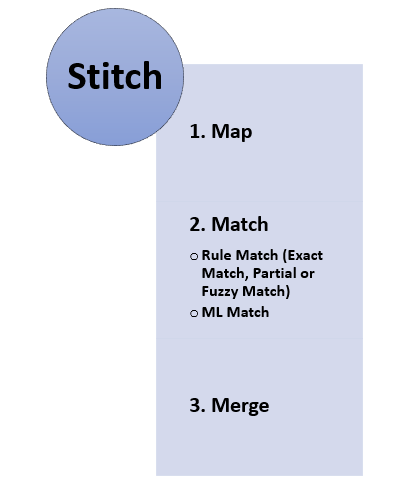 Stitch
1. Map
2. Match
○ Rule Match (Exact
Match, Partial or
Fuzzy Match)
○ ML Match
3. Merge